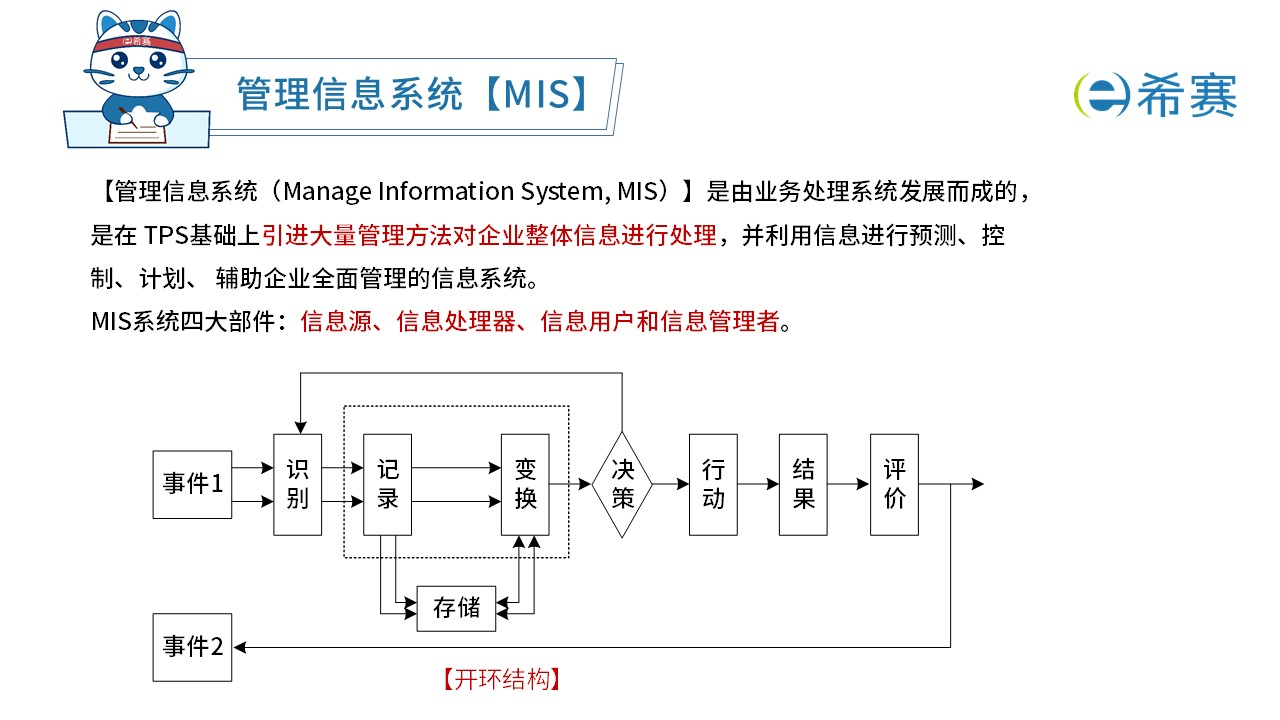 希赛
管理信息系统【MIS】
希赛
【管理信息系统（Manage Information System, MIS）】是由业务处理系统发展而成的，
是在 TPS基础上引进大量管理方法对企业整体信息进行处理，并利用信息进行预测、控
制、计划、 辅助企业全面管理的信息系统。
MIS系统四大部件：信息源、信息处理器、信息用户和信息管理者。
事件1
识别
记录
变换
决策
行动
结果
评价
存储
事件2
【开环结构】